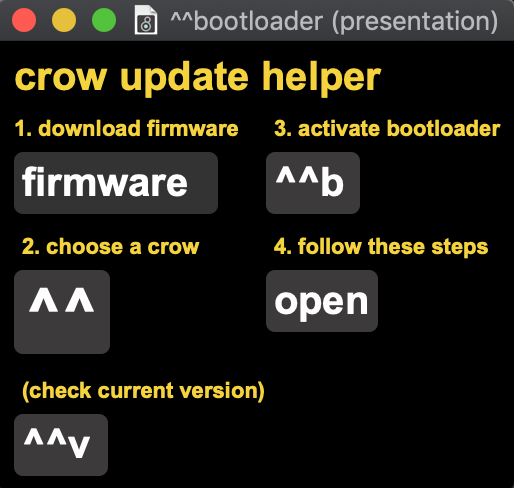 ^^bootloader (presentation)
crow update helper
1. download firmware
firmware
2. choose a crow
^^
(check current version)
^^v
3. activate bootloader
^^b
4. follow these steps
open